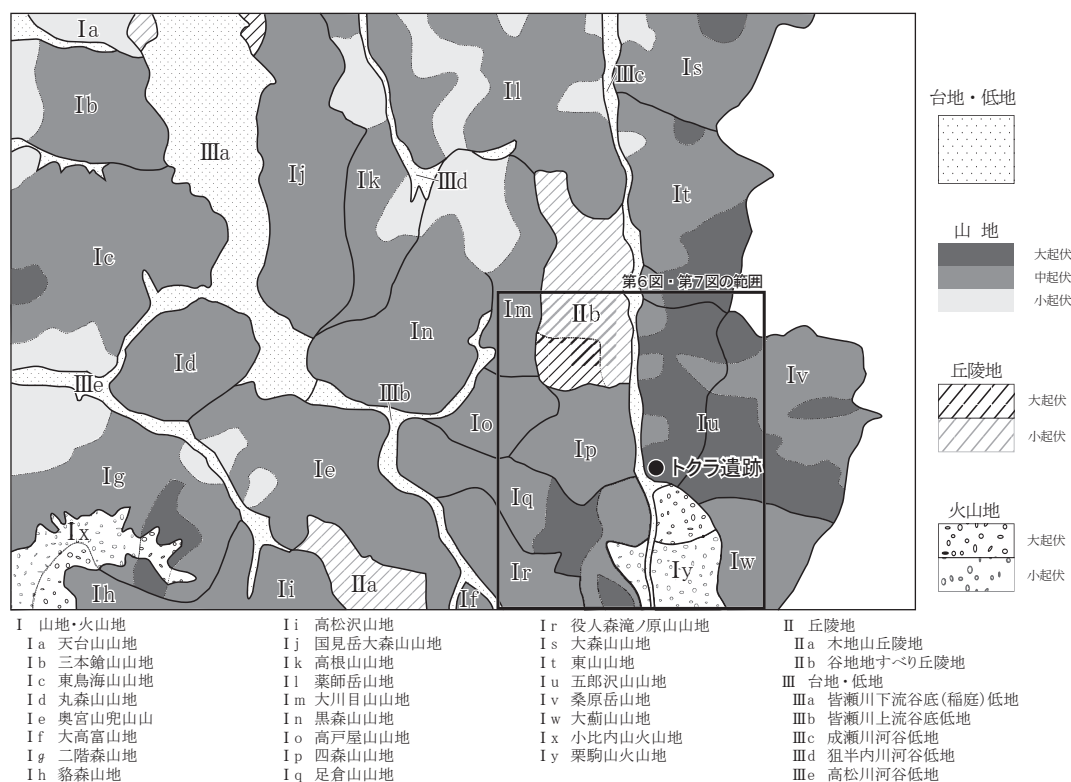 Ⅰa
Ⅰb
Ⅲa
Ⅰj
Ⅰk
Ⅰl
Ⅲc
Ⅰs
Ⅲd
Ⅰt
Ⅰc
第6図・第7図の範囲
Ⅰm
Ⅱb
Ⅰn
Ⅰd
Ⅲe
Ⅲb
Ⅰv
Ⅰo
Ⅰu
Ⅰp
トクラ遺跡
Ⅰe
Ⅰg
Ⅰq
Ⅰx
Ⅰr
Ⅰy
Ⅰw
Ⅰh
Ⅰi
Ⅱa
Ⅰf
台地・低地
山 地
大起伏
中起伏
小起伏
丘陵地
大起伏
小起伏
火山地
大起伏
小起伏
Ⅰ 山地・火山地
Ⅰa 天台山山地
Ⅰb 三本鎗山山地
Ⅰc 東鳥海山山地
Ⅰd 丸森山山地
Ⅰe 奥宮山兜山山
Ⅰf 大高富山地
Ⅰg 二階森山地
Ⅰh 貉森山地
Ⅰi 高松沢山地
Ⅰj 国見岳大森山山地
Ⅰk 高根山山地
Ⅰl 薬師岳山地
Ⅰm 大川目山山地
Ⅰn 黒森山山地
Ⅰo 高戸屋山山地
Ⅰp 四森山山地
Ⅰq 足倉山山地
Ⅰr 役人森滝ノ原山山地
Ⅰs 大森山山地
Ⅰt 東山山地
Ⅰu 五郎沢山山地
Ⅰv 桑原岳山地
Ⅰw 大薊山山地
Ⅰx 小比内山火山地
Ⅰy 栗駒山火山地
Ⅱ 丘陵地
Ⅱa 木地山丘陵地
Ⅱb 谷地地すべり丘陵地
Ⅲ 台地・低地
Ⅲa 皆瀬川下流谷底(稲庭)低地
Ⅲb 皆瀬川上流谷底低地
Ⅲc 成瀬川河谷低地
Ⅲd 狙半内川河谷低地
Ⅲe 高松川河谷低地